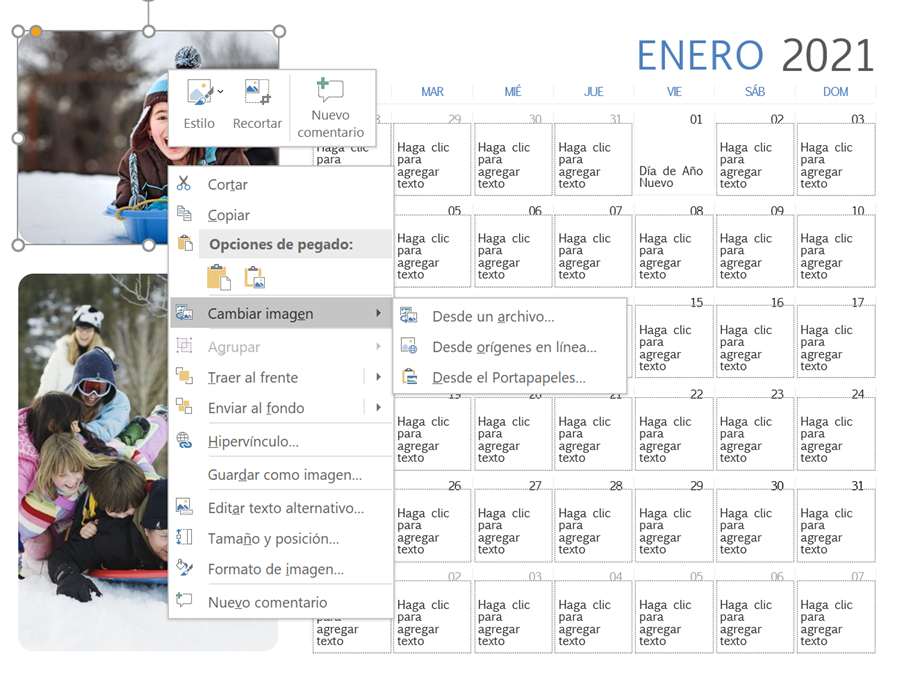 ENERO 2021
MAR MIÉ JUE VIE SÁB DOM
Estilo
Recortar
Nuevo
comentario
Cortar
Copiar
Opciones de pegado:
Cambiar imagen
Agrupar
Traer al frente
Enviar al fondo
Hipervínculo...
Guardar como imagen...
Editar texto alternativo...
Tamaño y posición...
Formato de imagen...
Nuevo comentario
Desde un archivo...
Desde orígenes en línea...
Desde el Portapapeles...
29 30 31 01 02 03
Haga clic Haga clic Haga clic Haga clic Haga clic Haga clic
para para para para para para
agregar agregar agregar Día de Año agregar agregar
texto texto texto Nuevo texto texto
05 06 07 08 09 10
Haga clic Haga clic Haga clic Haga clic Haga clic Haga clic
para para para para para para
agregar agregar agregar agregar agregar agregar
texto texto texto texto texto texto
15 16 17
Haga clic Haga clic Haga clic
para para para
agregar agregar agregar
texto texto texto
19 20 21 22 23 24
Haga clic Haga clic Haga clic Haga clic Haga clic Haga clic
para para para para para para
agregar agregar agregar agregar agregar agregar
texto texto texto texto texto texto
26 27 28 29 30 31
Haga clic Haga clic Haga clic Haga clic Haga clic Haga clic
para para para para para para
agregar agregar agregar agregar agregar agregar
texto texto texto texto texto texto
02 03 04 05 06 07
Haga clic Haga clic Haga clic Haga clic Haga clic Haga clic
para para para para para para
agregar agregar agregar agregar agregar agregar agregar
texto texto texto texto texto texto texto